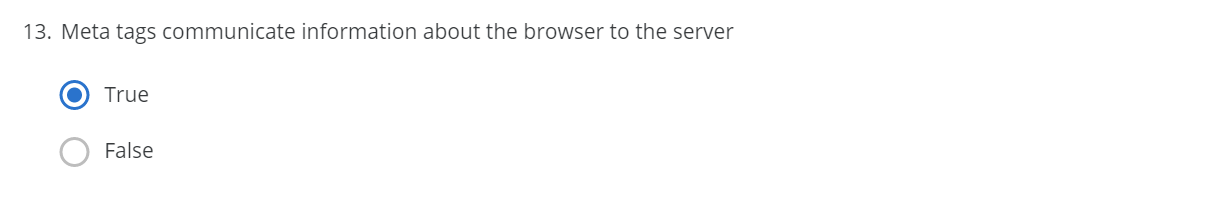 13. Meta tags communicate information about the browser to the server
True
False